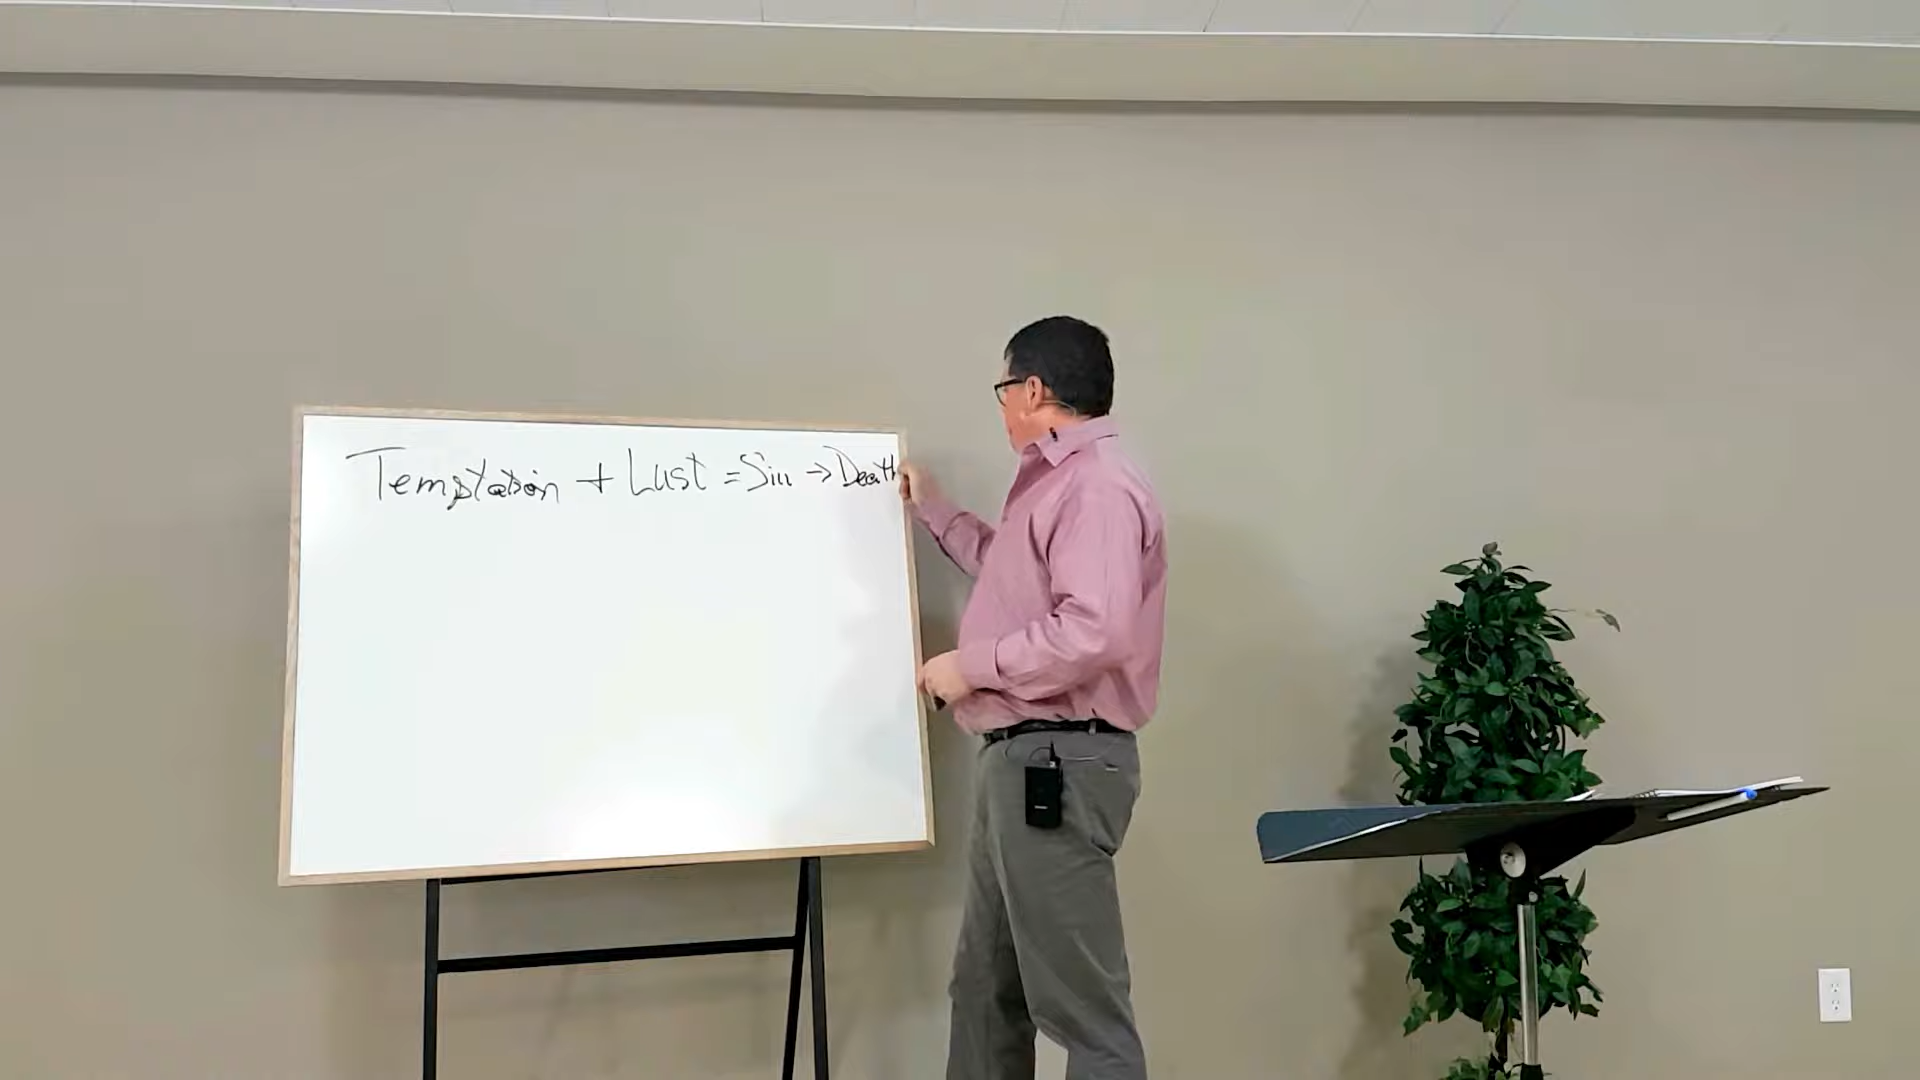 Temptation + Lust = Sin → Death